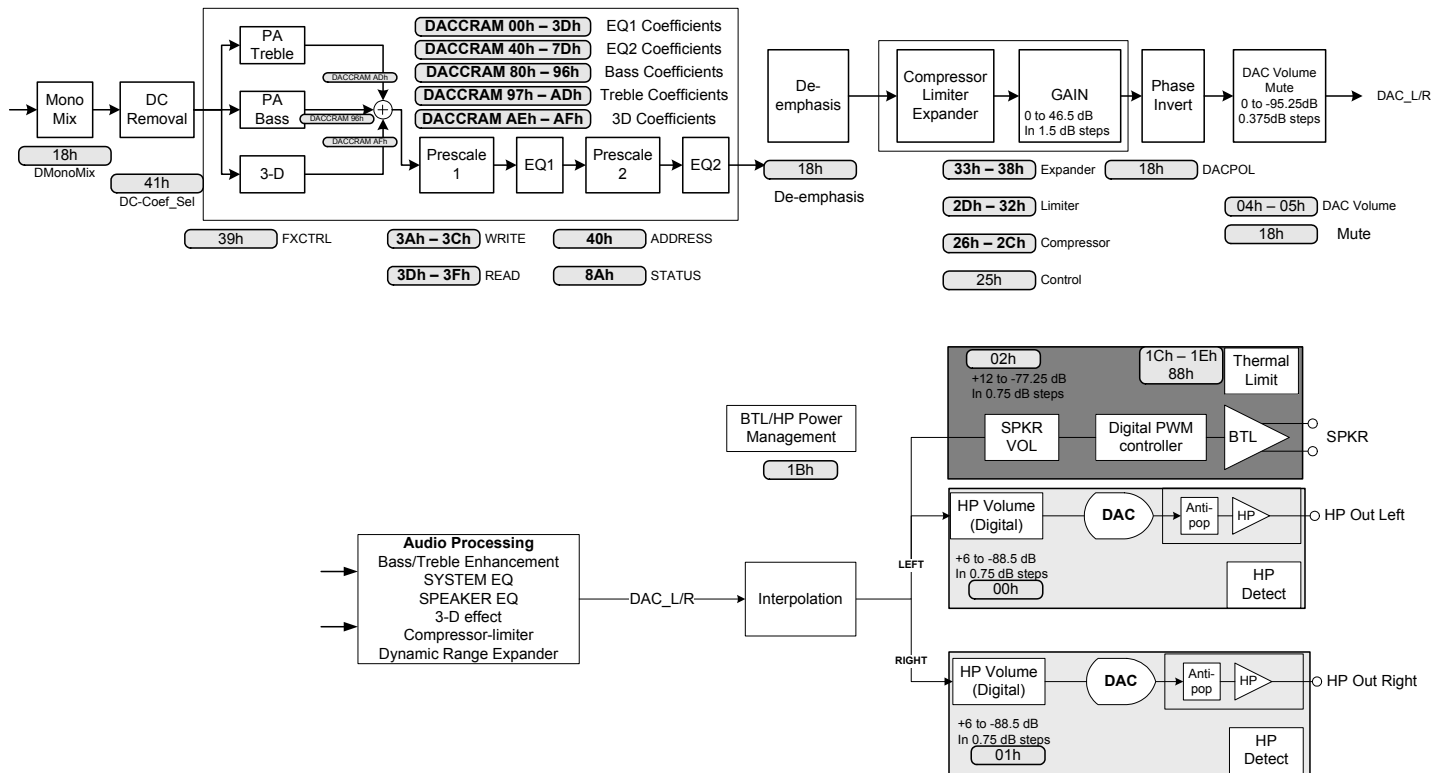 Mono
Mix
18h
DMonoMix
DC
Removal
41h
DC-Coef_Sel
PA
Treble
PA
Bass
3-D
DACCRAM ADh
DACCRAM 96h
DACCRAM AFh
DACCRAM 00h – 3Dh EQ1 Coefficients
DACCRAM 40h – 7Dh EQ2 Coefficients
DACCRAM 80h – 96h Bass Coefficients
DACCRAM 97h – ADh Treble Coefficients
DACCRAM AEh – AFh 3D Coefficients
Prescale
1
EQ1
Prescale
2
EQ2
39h FXCTRL
3Ah – 3Ch WRITE
40h ADDRESS
3Dh – 3Fh READ
8Ah STATUS
De-
emphasis
18h
De-emphasis
Compressor
Limiter
Expander
GAIN
0 to 46.5 dB
In 1.5 dB steps
Phase
Invert
DAC Volume
Mute
0 to -95.25dB
0.375dB steps
DAC_L/R
33h – 38h Expander
18h DACPOL
2Dh – 32h Limiter
04h – 05h DAC Volume
26h – 2Ch Compressor
18h Mute
25h Control
02h
+12 to -77.25 dB
In 0.75 dB steps
1Ch – 1Eh
88h
Thermal
Limit
BTL/HP Power
Management
1Bh
SPKR
VOL
Digital PWM
controller
BTL
SPKR
HP Volume
(Digital)
DAC
Anti-
pop
HP
HP Out Left
+6 to -88.5 dB
In 0.75 dB steps
00h
HP
Detect
Audio Processing
Bass/Treble Enhancement
SYSTEM EQ
SPEAKER EQ
3-D effect
Compressor-limiter
Dynamic Range Expander
DAC_L/R
Interpolation
LEFT
RIGHT
HP Volume
(Digital)
DAC
Anti-
pop
HP
HP Out Right
+6 to -88.5 dB
In 0.75 dB steps
01h
HP
Detect